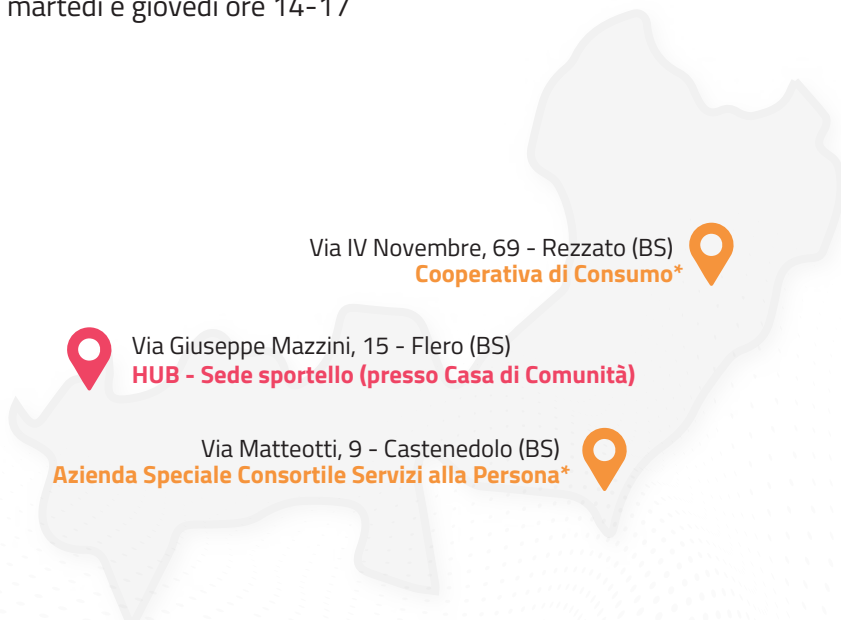 martedì e giovedì ore 14-17
Via IV Novembre, 69 - Rezzato (BS)
Cooperativa di Consumo*
Via Giuseppe Mazzini, 15 - Flero (BS)
HUB - Sede sportello (presso Casa di Comunità)
Via Matteotti, 9 - Castenedolo (BS)
Azienda Speciale Consortile Servizi alla Persona*